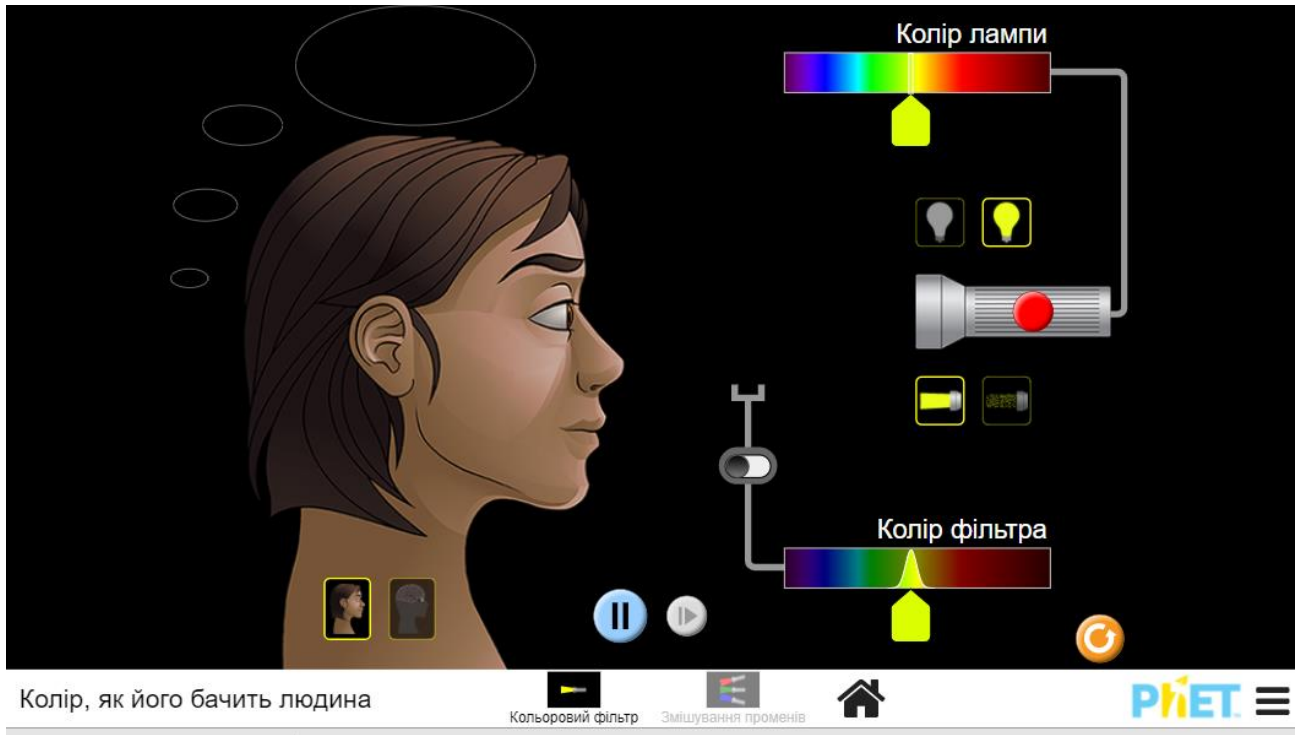 Колір лампи
Колір фільтра
Колір, як його бачить людина
Кольоровий фільтр
Змішування променів
PhET